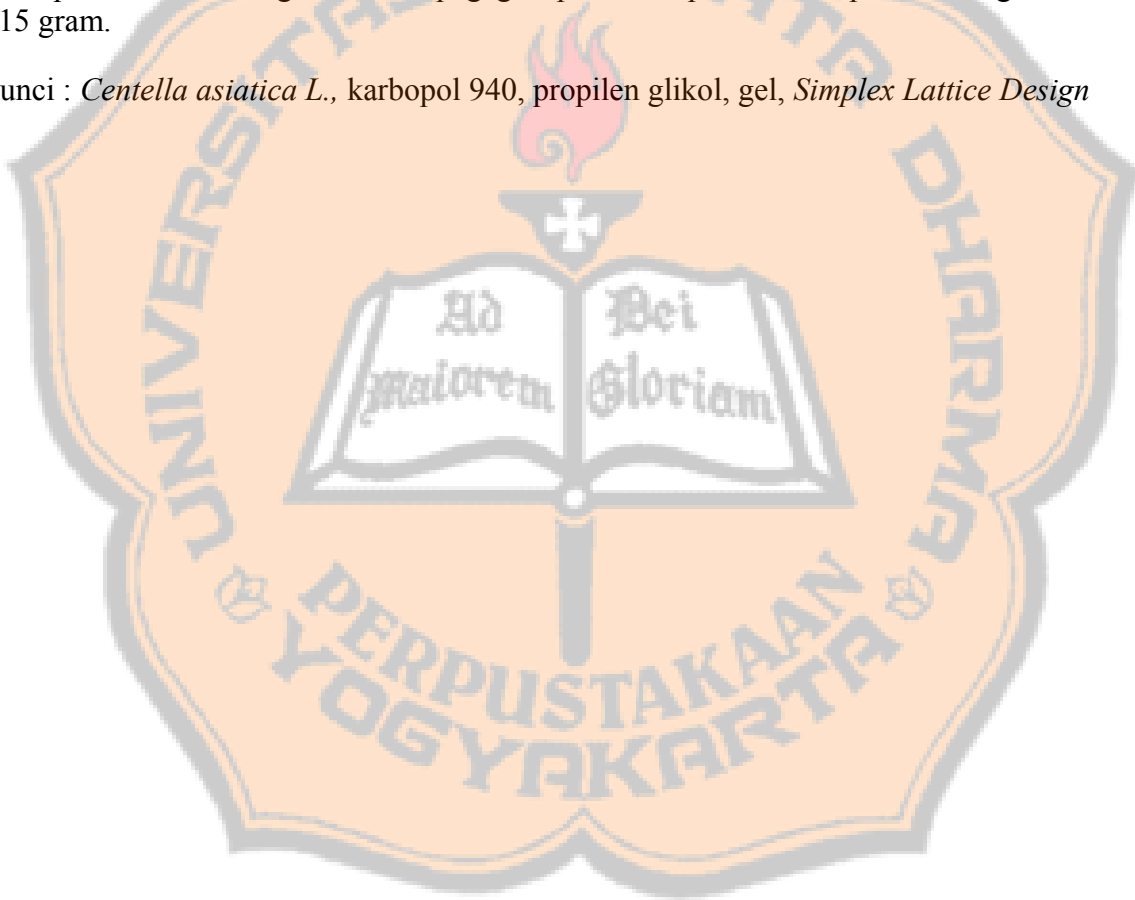 15 gram.
unci : Centella asiatica L., karbopol 940, propilen glikol, gel, Simplex Lattice Design
UNIVERSITAS
DHARMA
Ad
maiorem
Dei
Gloriam
PERPUSTAKAAN
YOGYAKARTA